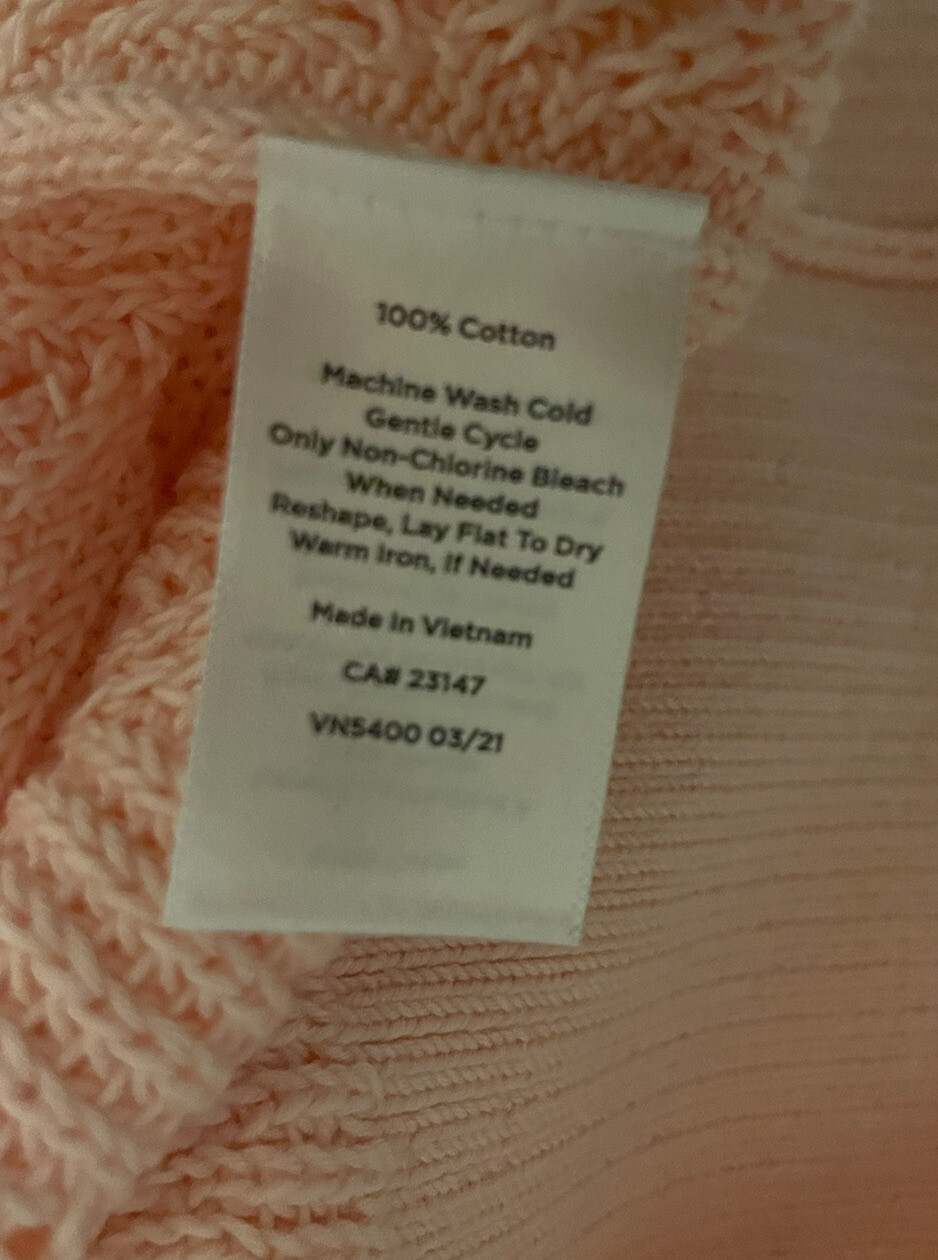 100% Cotton
Machine Wash Cold
Gentle Cycle
Only Non-Chlorine Bleach
When Needed
Reshape, Lay Flat To Dry
Warm Iron, If Needed
Made in Vietnam
CA# 23147
VN5400 03/21